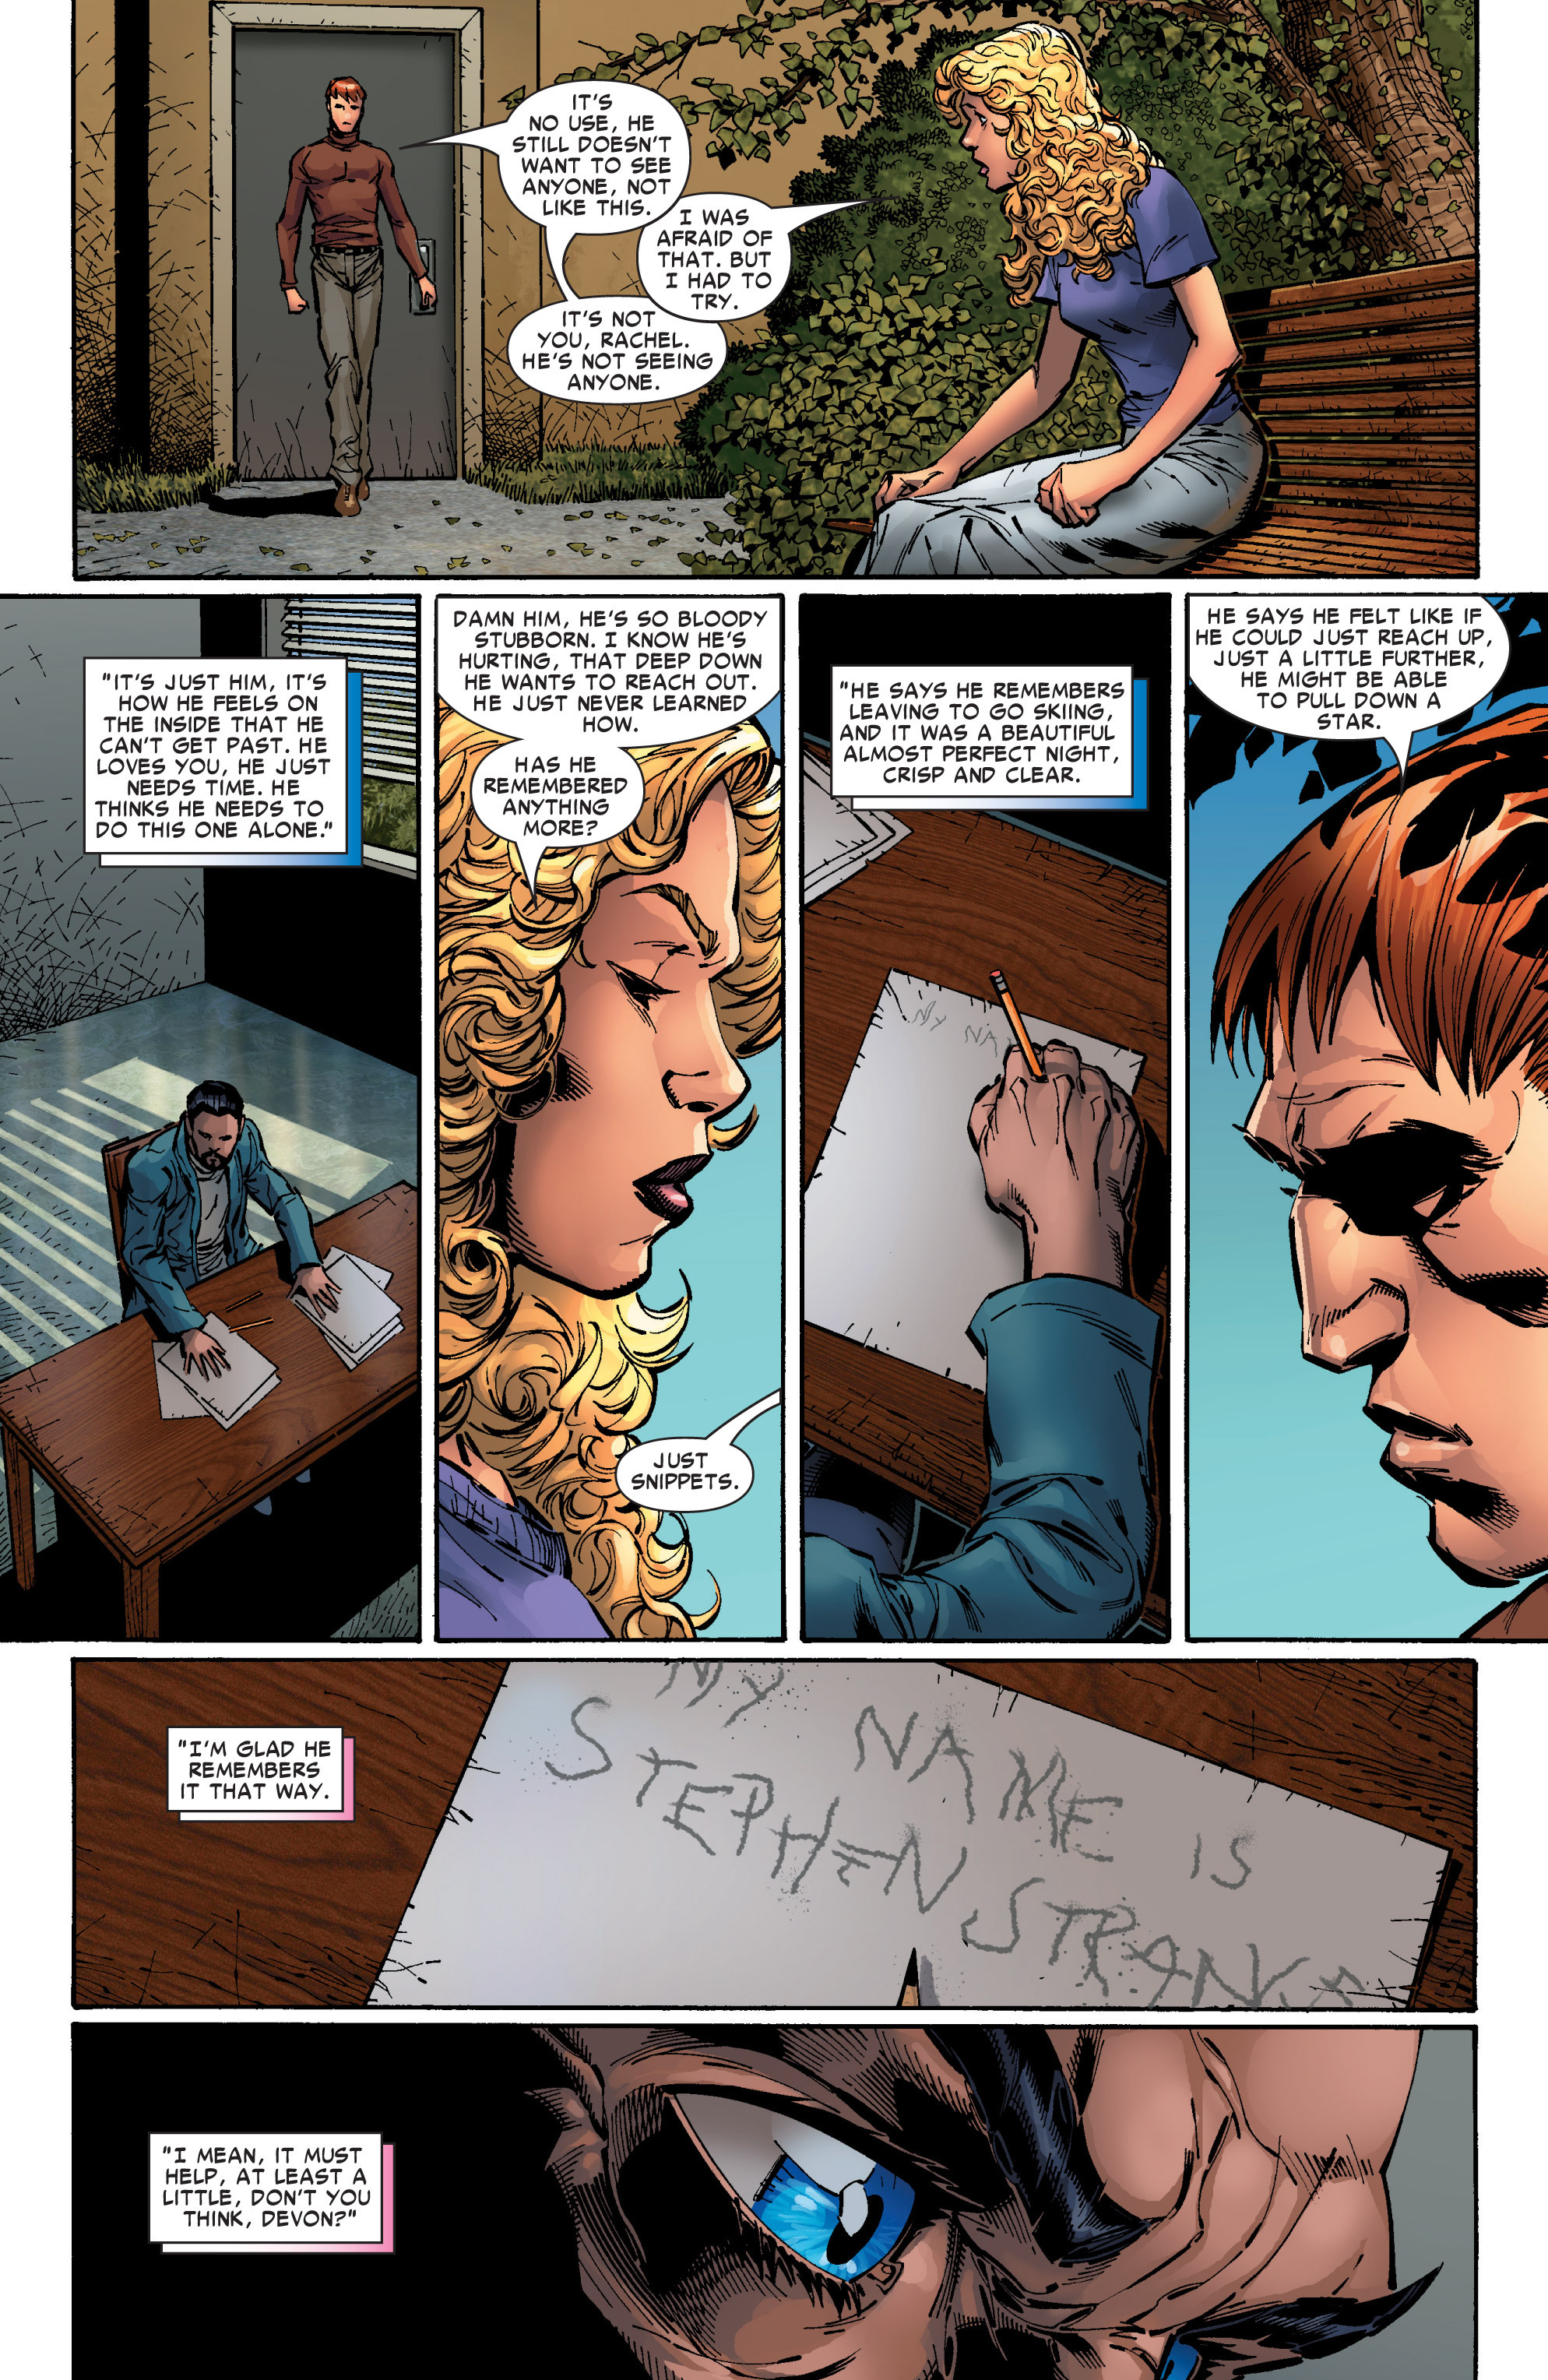 IT'S
NO USE, HE
STILL DOESN'T
WANT TO SEE
ANYONE, NOT
LIKE THIS.
I WAS
AFRAID OF
THAT. BUT
I HAD TO
TRY.
IT'S NOT
YOU, RACHEL.
HE'S NOT SEEING
ANYONE.
"IT'S JUST HIM, IT'S
HOW HE FEELS ON
THE INSIDE THAT HE
CAN'T GET PAST. HE
LOVES YOU, HE JUST
NEEDS TIME. HE
THINKS HE NEEDS TO
DO THIS ONE ALONE."
DAMN HIM, HE'S SO BLOODY
STUBBORN. I KNOW HE'S
HURTING, THAT DEEP DOWN
HE WANTS TO REACH OUT.
HE JUST NEVER LEARNED
HOW.
HAS HE
REMEMBERED
ANYTHING
MORE?
JUST
SNIPPETS.
"HE SAYS HE REMEMBERS
LEAVING TO GO SKIING,
AND IT WAS A BEAUTIFUL
ALMOST PERFECT NIGHT,
CRISP AND CLEAR.
MY NA
HE SAYS HE FELT LIKE IF
HE COULD JUST REACH UP,
JUST A LITTLE FURTHER,
HE MIGHT BE ABLE
TO PULL DOWN A
STAR.
"I'M GLAD HE
REMEMBERS
IT THAT WAY.
MY NAME IS
STEPHEN STRANGE
"I MEAN, IT MUST
HELP, AT LEAST A
LITTLE, DON'T YOU
THINK, DEVON?"